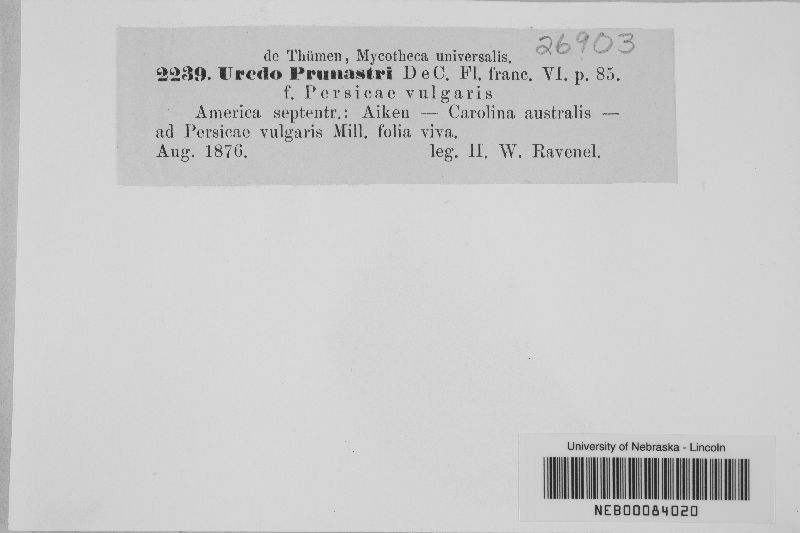 26903
de Thümen, Mycotheca universalis.
2239. Uredo Prunastri DeC. Fl. franc. VI. p. 85.
f. Persicae vulgaris
America septentr.: Aiken — Carolina australis —
ad Persicae vulgaris Mill. folia viva.
Aug. 1876. leg. H. W. Ravenel.
University of Nebraska - Lincoln
NEB00084020